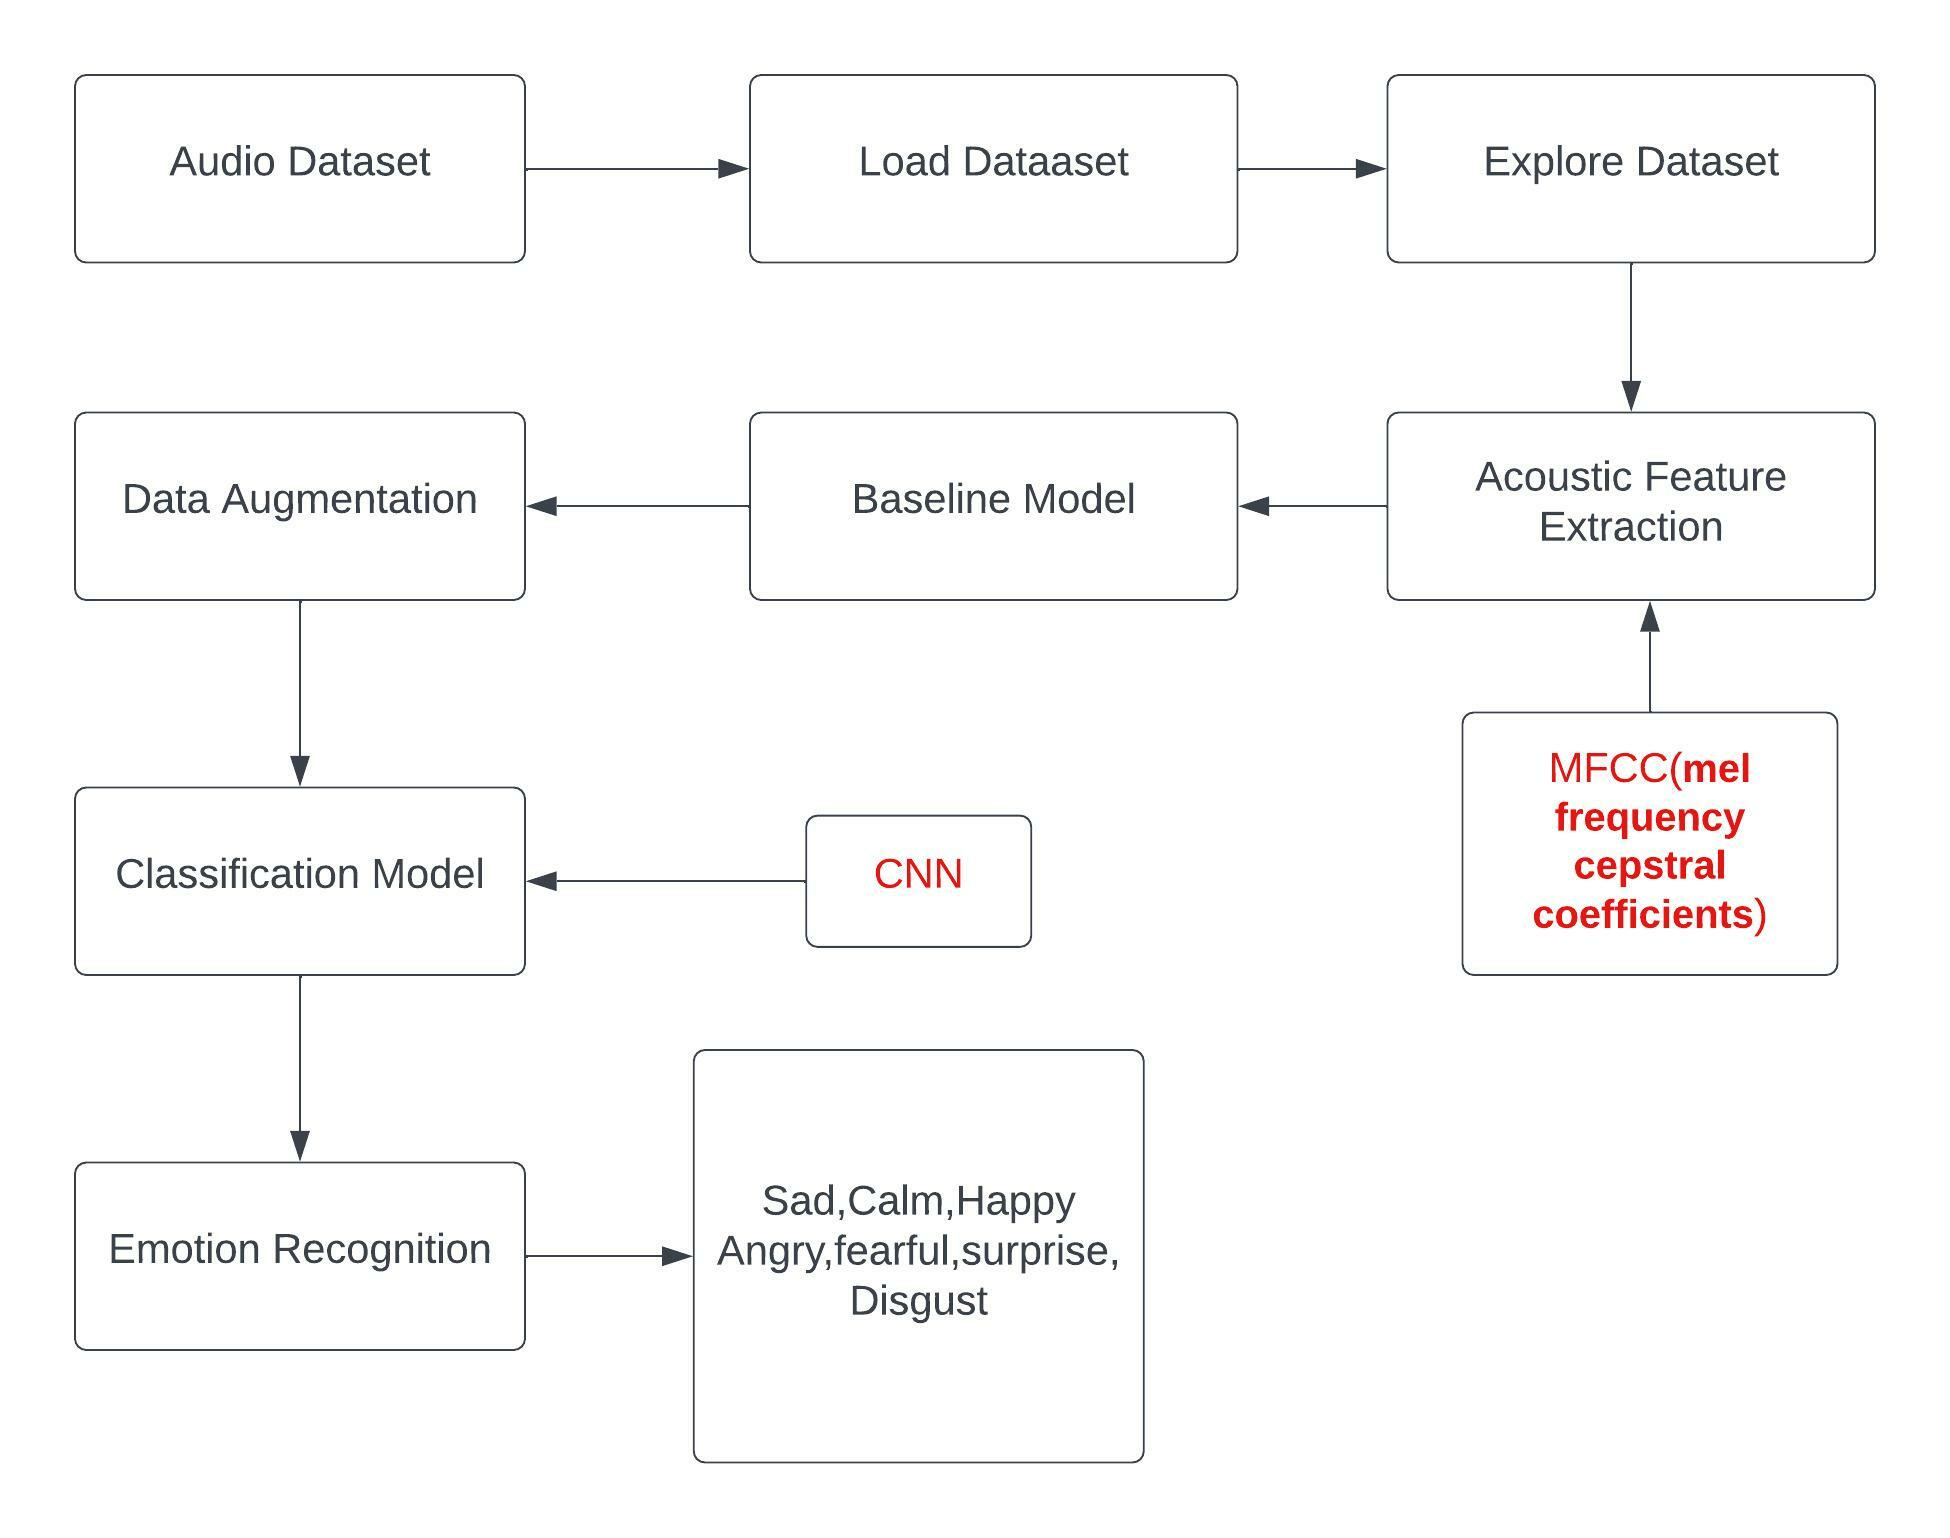 Audio Dataset
Load Dataaset
Explore Dataset
Data Augmentation
Baseline Model
Acoustic Feature
Extraction
MFCC(mel
frequency
cepstral
coefficients)
Classification Model
CNN
Emotion Recognition
Sad,Calm,Happy
Angry,fearful,surprise,
Disgust